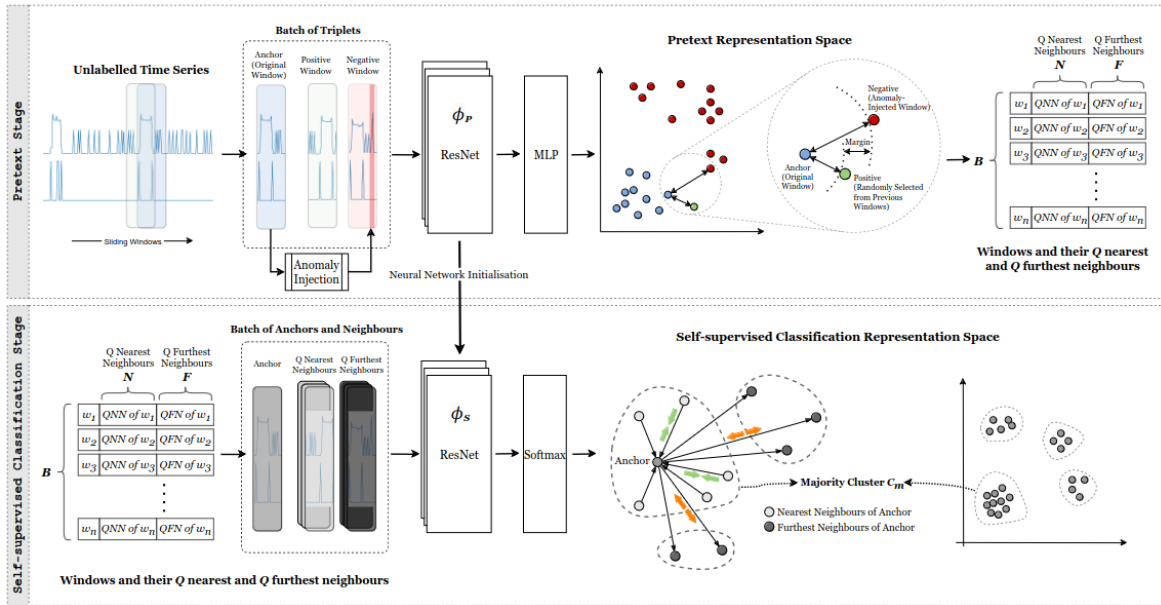 Pretext Stage
Unlabelled Time Series
Sliding Windows
Batch of Triplets
Anchor
(Original
Window)
Positive
Window
Negative
Window
Anomaly
Injection
ϕP
ResNet
MLP
Neural Network Initialisation
Pretext Representation Space
Negative
(Anomaly-
Injected Window)
Margin
Anchor
(Original
Window)
Positive
(Randomly Selected
from Previous
Windows)
Q Nearest
Neighbours
N
Q Furthest
Neighbours
F
B
w1 QNN of w1 QFN of w1
w2 QNN of w2 QFN of w2
w3 QNN of w3 QFN of w3
wn QNN of wn QFN of wn
Windows and their Q nearest
and Q furthest neighbours
Self-supervised Classification Stage
Q Nearest
Neighbours
N
Q Furthest
Neighbours
F
B
w1 QNN of w1 QFN of w1
w2 QNN of w2 QFN of w2
w3 QNN of w3 QFN of w3
wn QNN of wn QFN of wn
Windows and their Q nearest and Q furthest neighbours
Batch of Anchors and Neighbours
Anchor
Q Nearest
Neighbours
Q Furthest
Neighbours
ϕS
ResNet
Softmax
Self-supervised Classification Representation Space
Anchor
Majority Cluster Cm
Nearest Neighbours of Anchor
Furthest Neighbours of Anchor